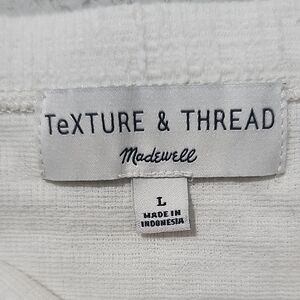 TeXTURE & THREAD
Madewell
L
MADE IN
INDONESIA